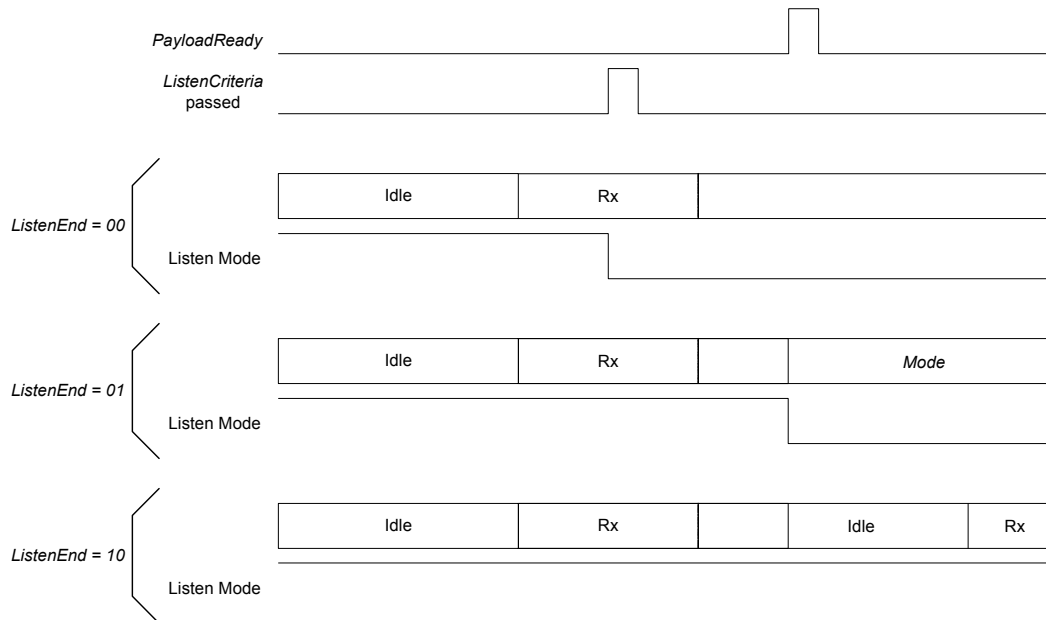 PayloadReady
ListenCriteria
passed
Idle
Rx
ListenEnd = 00
Listen Mode
Idle
Rx
Mode
ListenEnd = 01
Listen Mode
Idle
Rx
Idle
Rx
ListenEnd = 10
Listen Mode